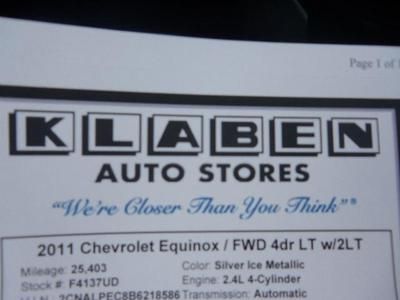 Page 1 of 1
KLABEN
AUTO STORES
"We're Closer Than You Think"®
2011 Chevrolet Equinox / FWD 4dr LT w/2LT
Mileage: 25,403 Color: Silver Ice Metallic
Stock #: F4137UD Engine: 2.4L 4-Cylinder
2CNALPEC8B6218586 Transmission: Automatic